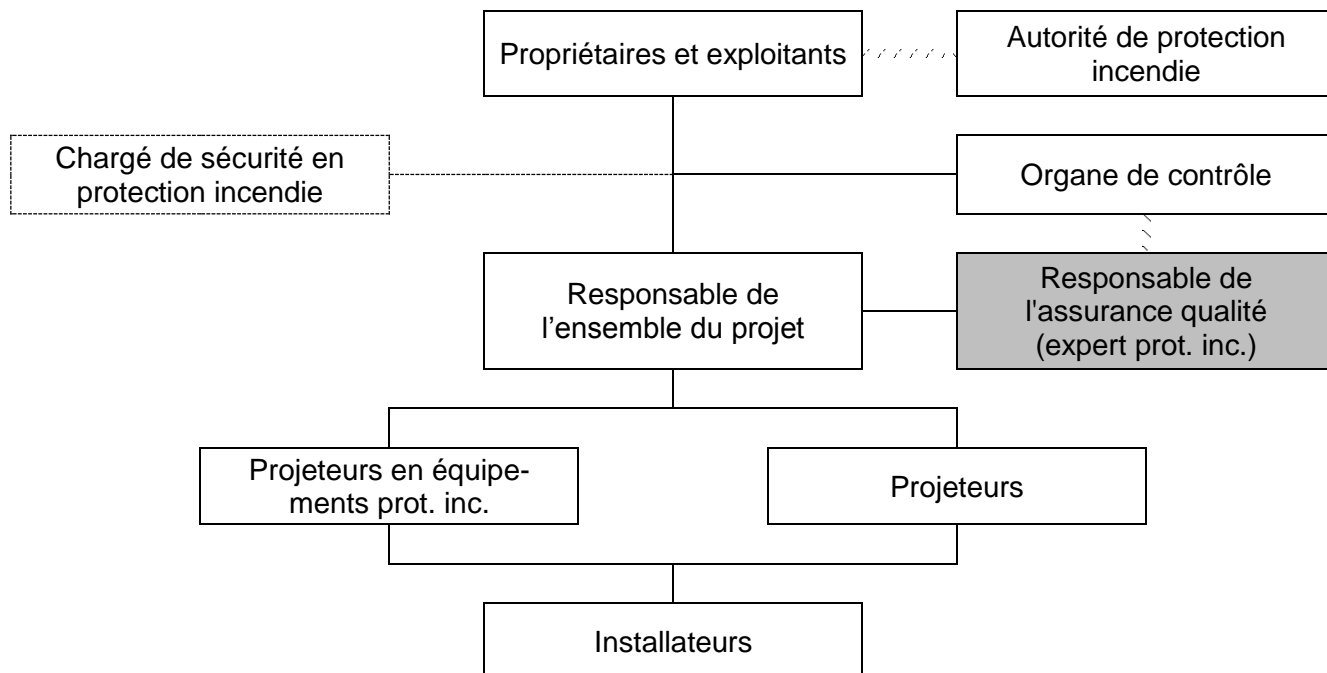 Propriétaires et exploitants
Autorité de protection
incendie
Chargé de sécurité en
protection incendie
Organe de contrôle
Responsable de
l’ensemble du projet
Responsable de
l'assurance qualité
(expert prot. inc.)
Projeteurs en équipe-
ments prot. inc.
Projeteurs
Installateurs